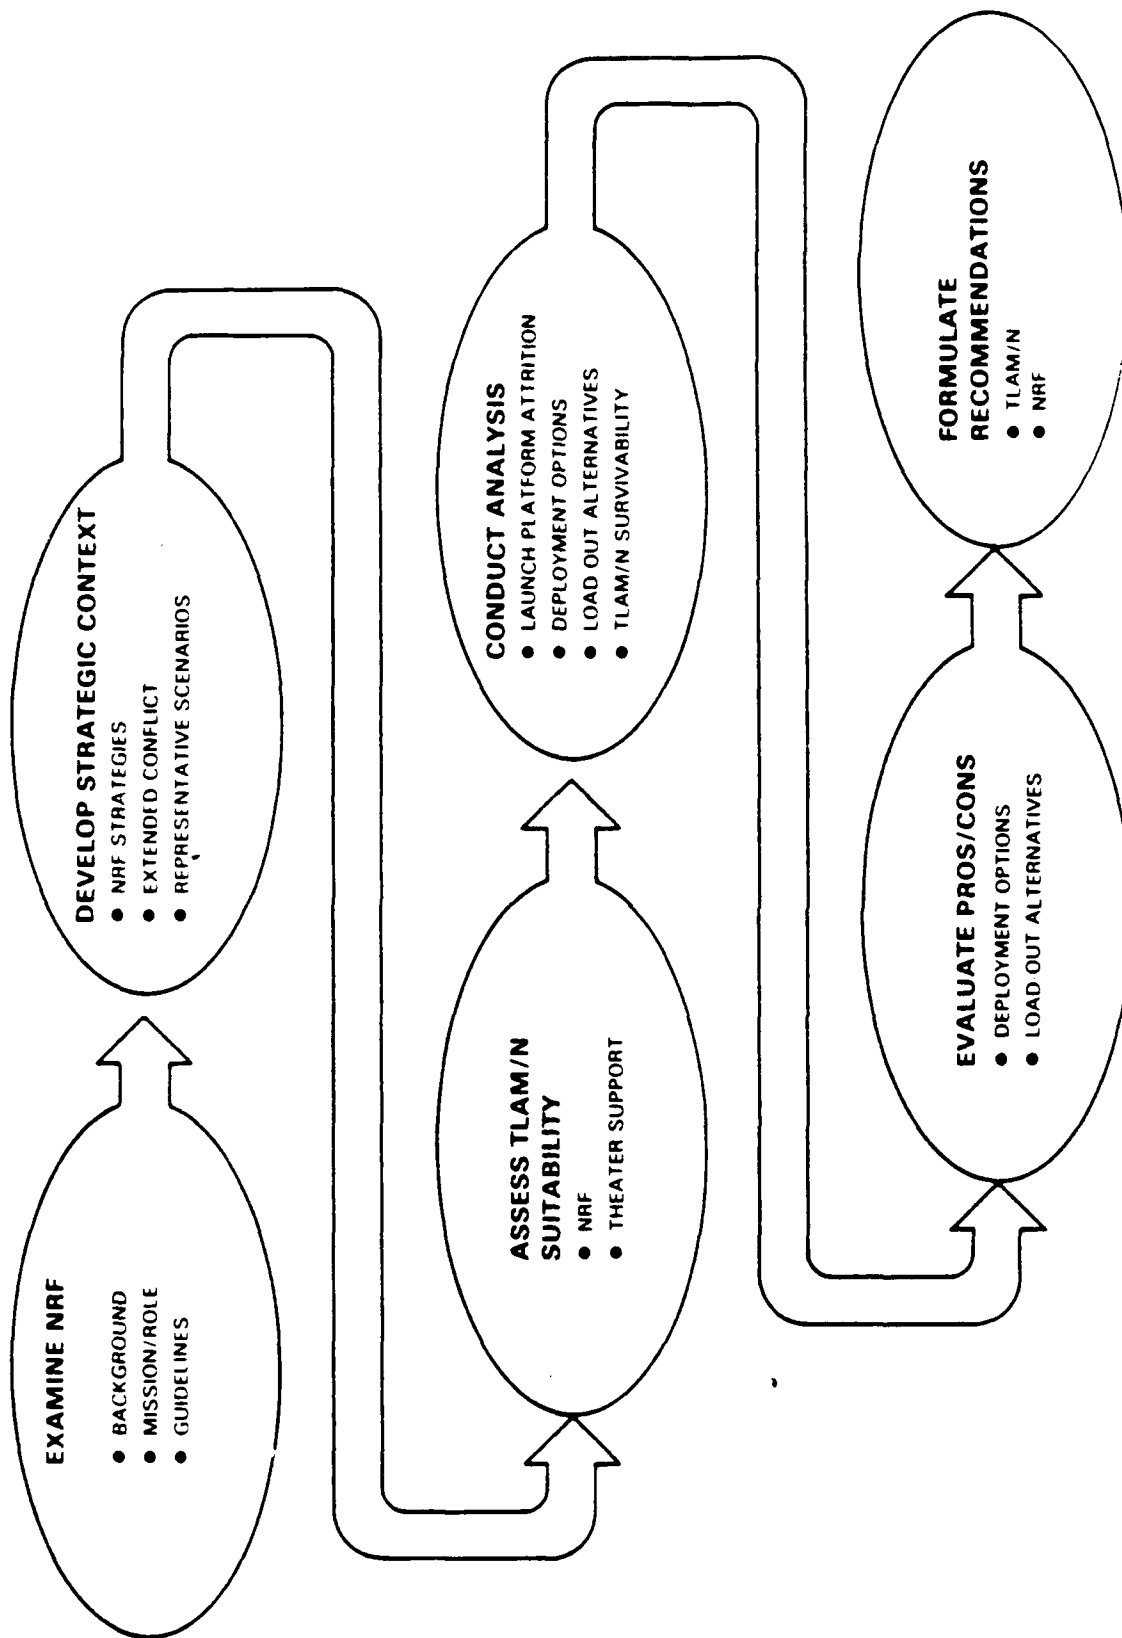 EXAMINE NRF
● BACKGROUND
● MISSION/ROLE
● GUIDELINES
DEVELOP STRATEGIC CONTEXT
● NRF STRATEGIES
● EXTENDED CONFLICT
● REPRESENTATIVE SCENARIOS
ASSESS TLAM/N
SUITABILITY
● NRF
● THEATER SUPPORT
CONDUCT ANALYSIS
● LAUNCH PLATFORM ATTRITION
● DEPLOYMENT OPTIONS
● LOAD OUT ALTERNATIVES
● TLAM/N SURVIVABILITY
EVALUATE PROS/CONS
● DEPLOYMENT OPTIONS
● LOAD-OUT ALTERNATIVES
FORMULATE
RECOMMENDATIONS
● TLAM/N
● NRF